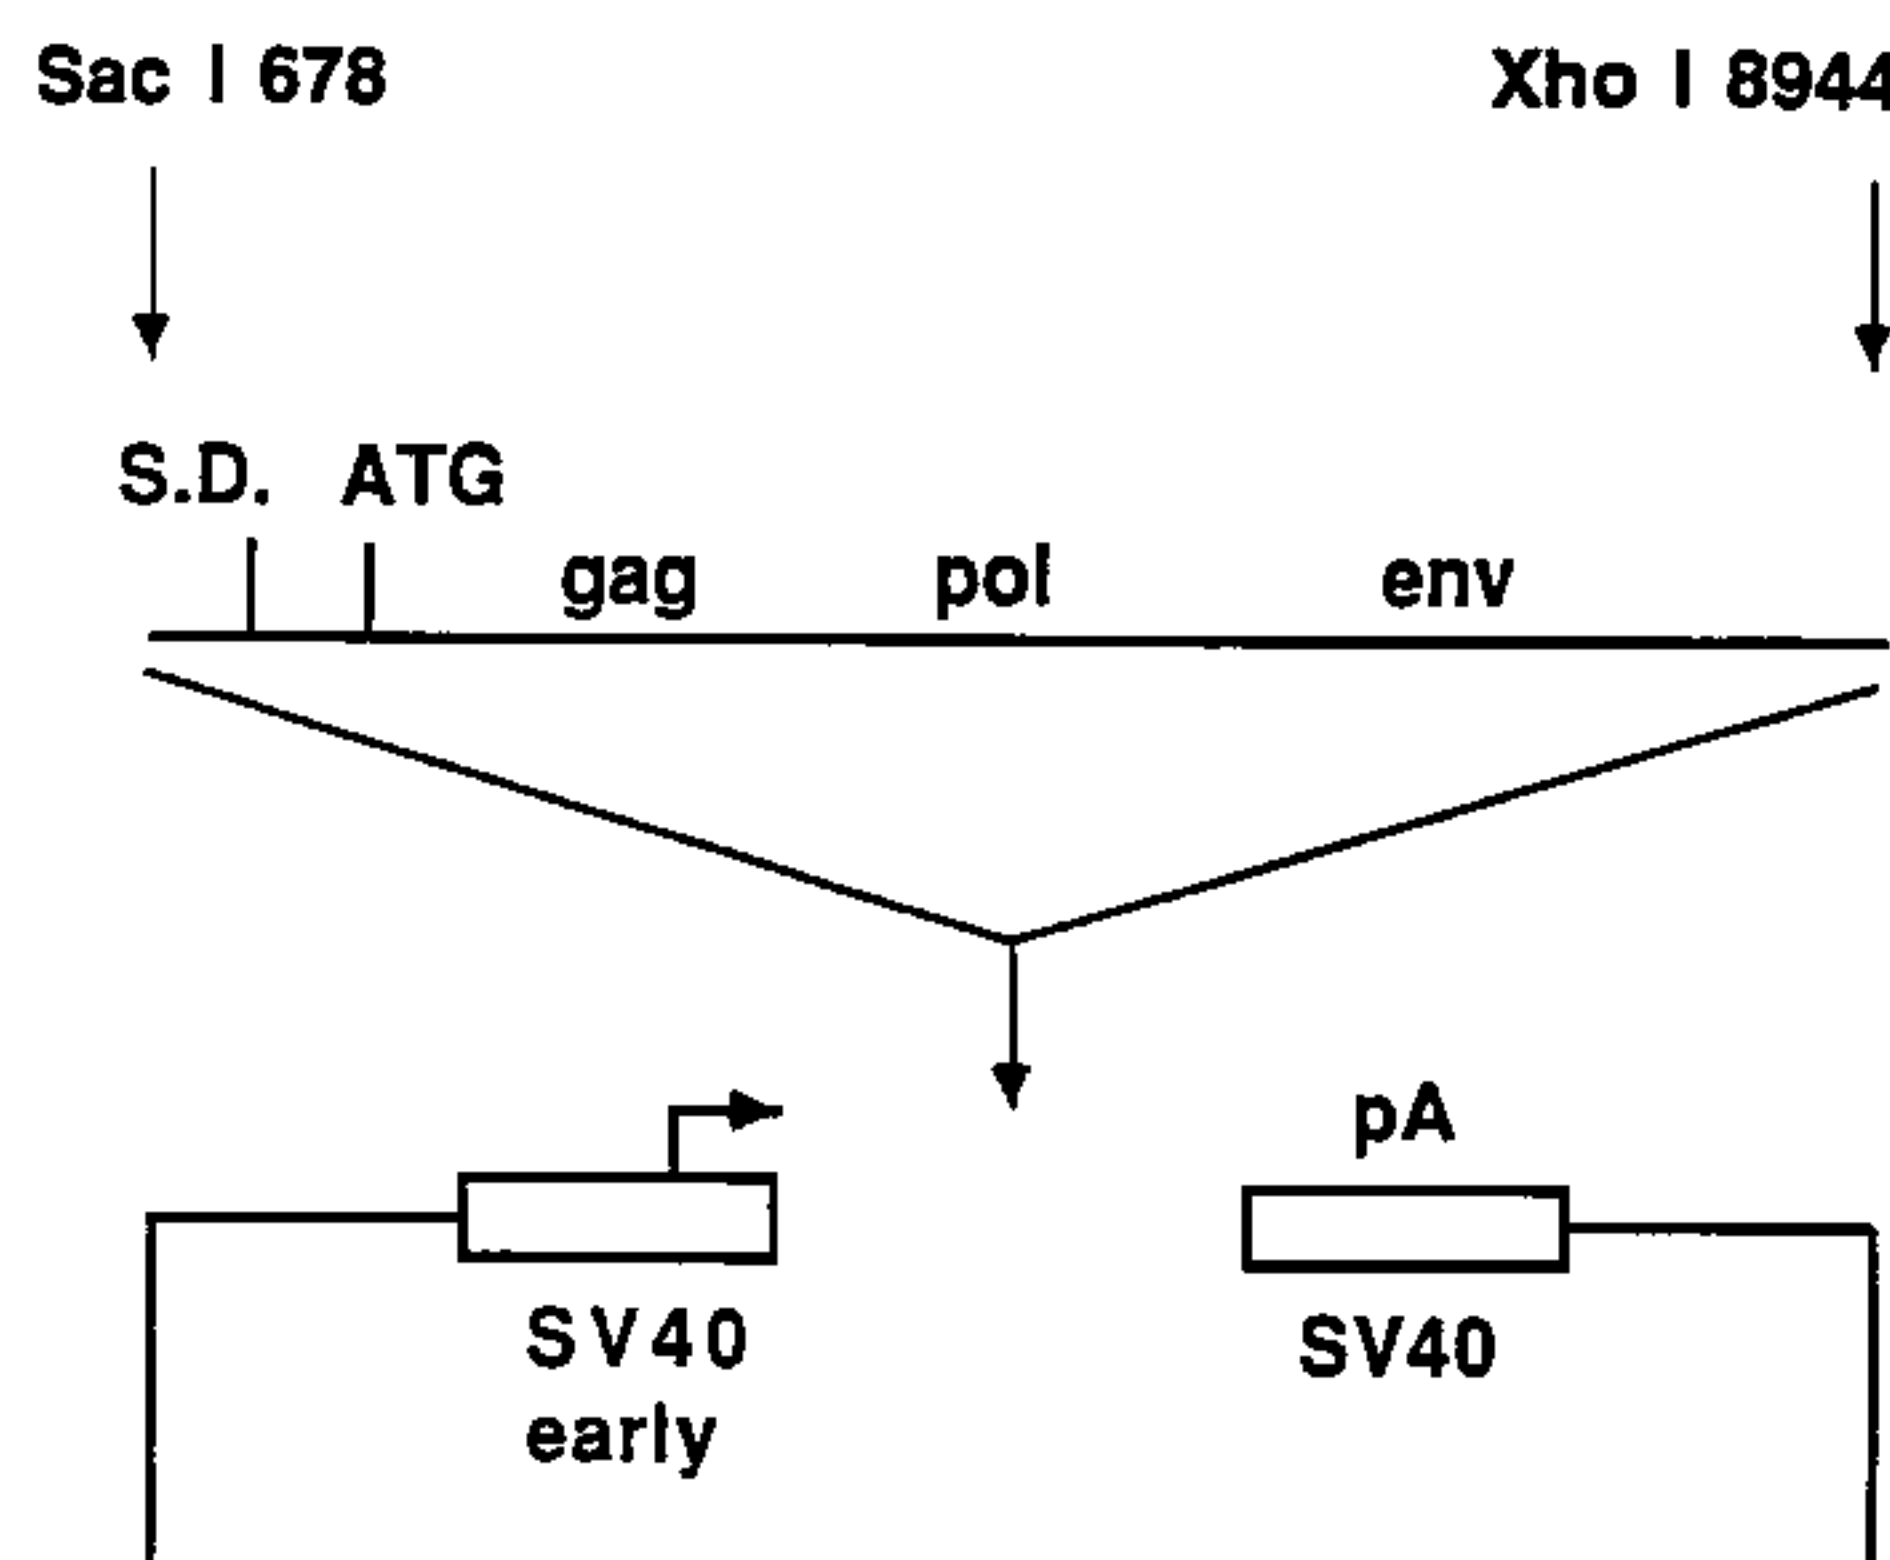 Sac I 678
Xho I 8944
S.D. ATG
gag pol env
pA
SV40
early
SV40